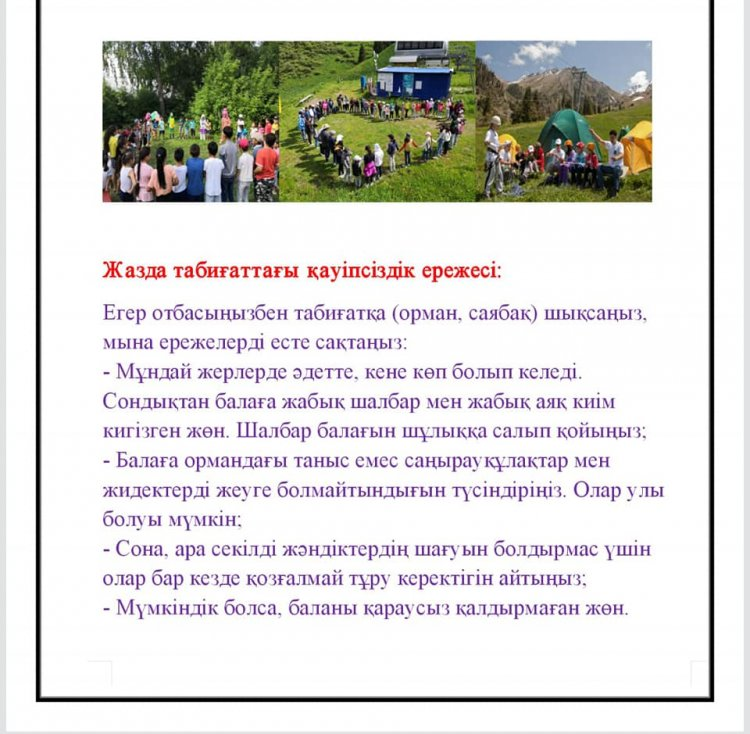 Жазда табиғаттағы қауіпсіздік ережесі:
Егер отбасыңызбен табиғатқа (орман, саябақ) шықсаңыз,
мына ережелерді есте сақтаңыз:
- Мұндай жерлерде әдетте, кене көп болып келеді.
Сондықтан балаға жабық шалбар мен жабық аяқ киім
кигізген жөн. Шалбар балағын шұлыққа салып қойыңыз;
- Балаға ормандағы таныс емес саңырауқұлақтар мен
жидектерді жеуге болмайтындығын түсіндіріңіз. Олар улы
болуы мүмкін;
- Сона, ара секілді жәндіктердің шағуын болдырмас үшін
олар бар кезде қозғалмай тұру керектігін айтыңыз;
- Мүмкіндік болса, баланы қараусыз қалдырмаған жөн.